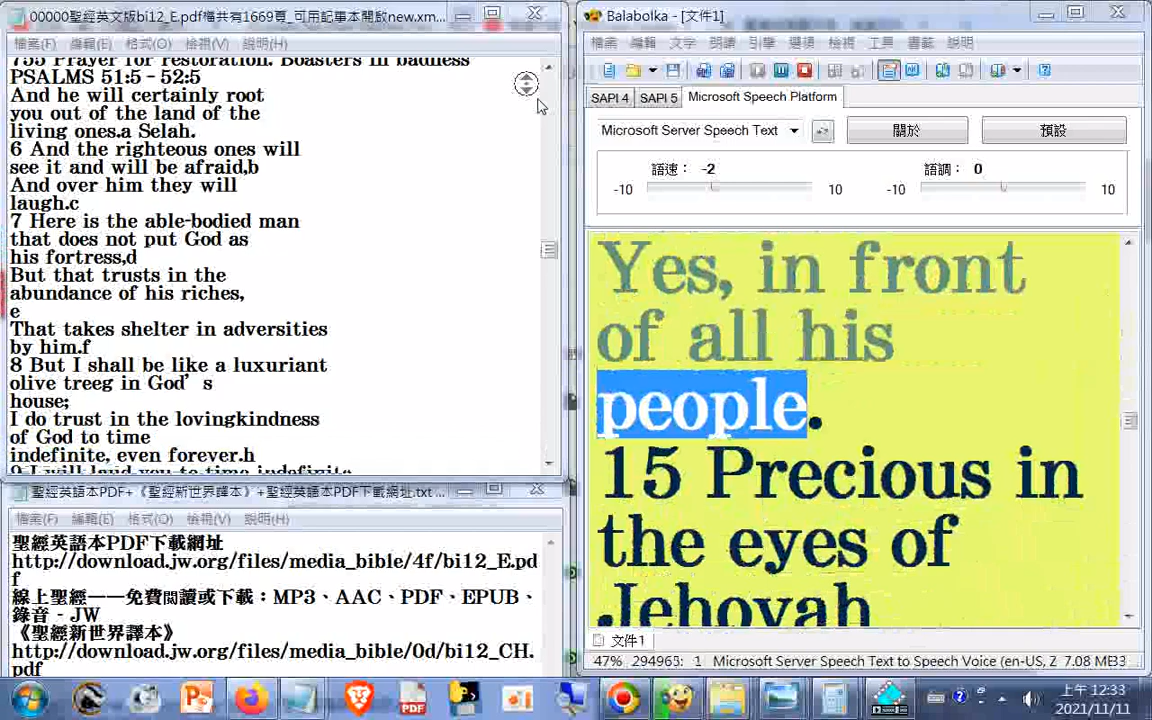 00000聖經英文版bi12_E.pdf檔共有1669頁_可用記事本開啟new.xm...
檔案(F) 編輯(E) 格式(O) 檢視(V) 說明(H)
755 Prayer for restoration. Boasters in badness
PSALMS 51:5 – 52:5
And he will certainly root
you out of the land of the
living ones.a Selah.
6 And the righteous ones will
see it and will be afraid,b
And over him they will
laugh.c
7 Here is the able-bodied man
that does not put God as
his fortress,d
But that trusts in the
abundance of his riches,
e
That takes shelter in adversities
by him.f
8 But I shall be like a luxuriant
olive treeg in God’s
house;
I do trust in the lovingkindness
of God to time
indefinite, even forever.h
9 I will laud you to time indefinite,
聖經英語本PDF+《聖經新世界譯本》+聖經英語本PDF下載網址.txt ...
檔案(F) 編輯(E) 格式(O) 檢視(V) 說明(H)
聖經英語本PDF下載網址
http://download.jw.org/files/media_bible/4f/bi12_E.pd
f
線上聖經——免費閱讀或下載：MP3、AAC、PDF、EPUB、
錄音 - JW
《聖經新世界譯本》
http://download.jw.org/files/media_bible/0d/bi12_CH.
pdf
Balabolka - [文件1]
檔案 編輯 文字 朗讀 引擎 選項 檢視 工具 書籤 說明
SAPI 4 SAPI 5 Microsoft Speech Platform
Microsoft Server Speech Text 關於 預設
語速： -2 語調： 0
-10 10 -10 10
Yes, in front
of all his
people.
15 Precious in
the eyes of
Jehovah
文件1
47% 294965: 1 Microsoft Server Speech Text to Speech Voice (en-US, Z 7.08 MB
上午 12:33
2021/11/11